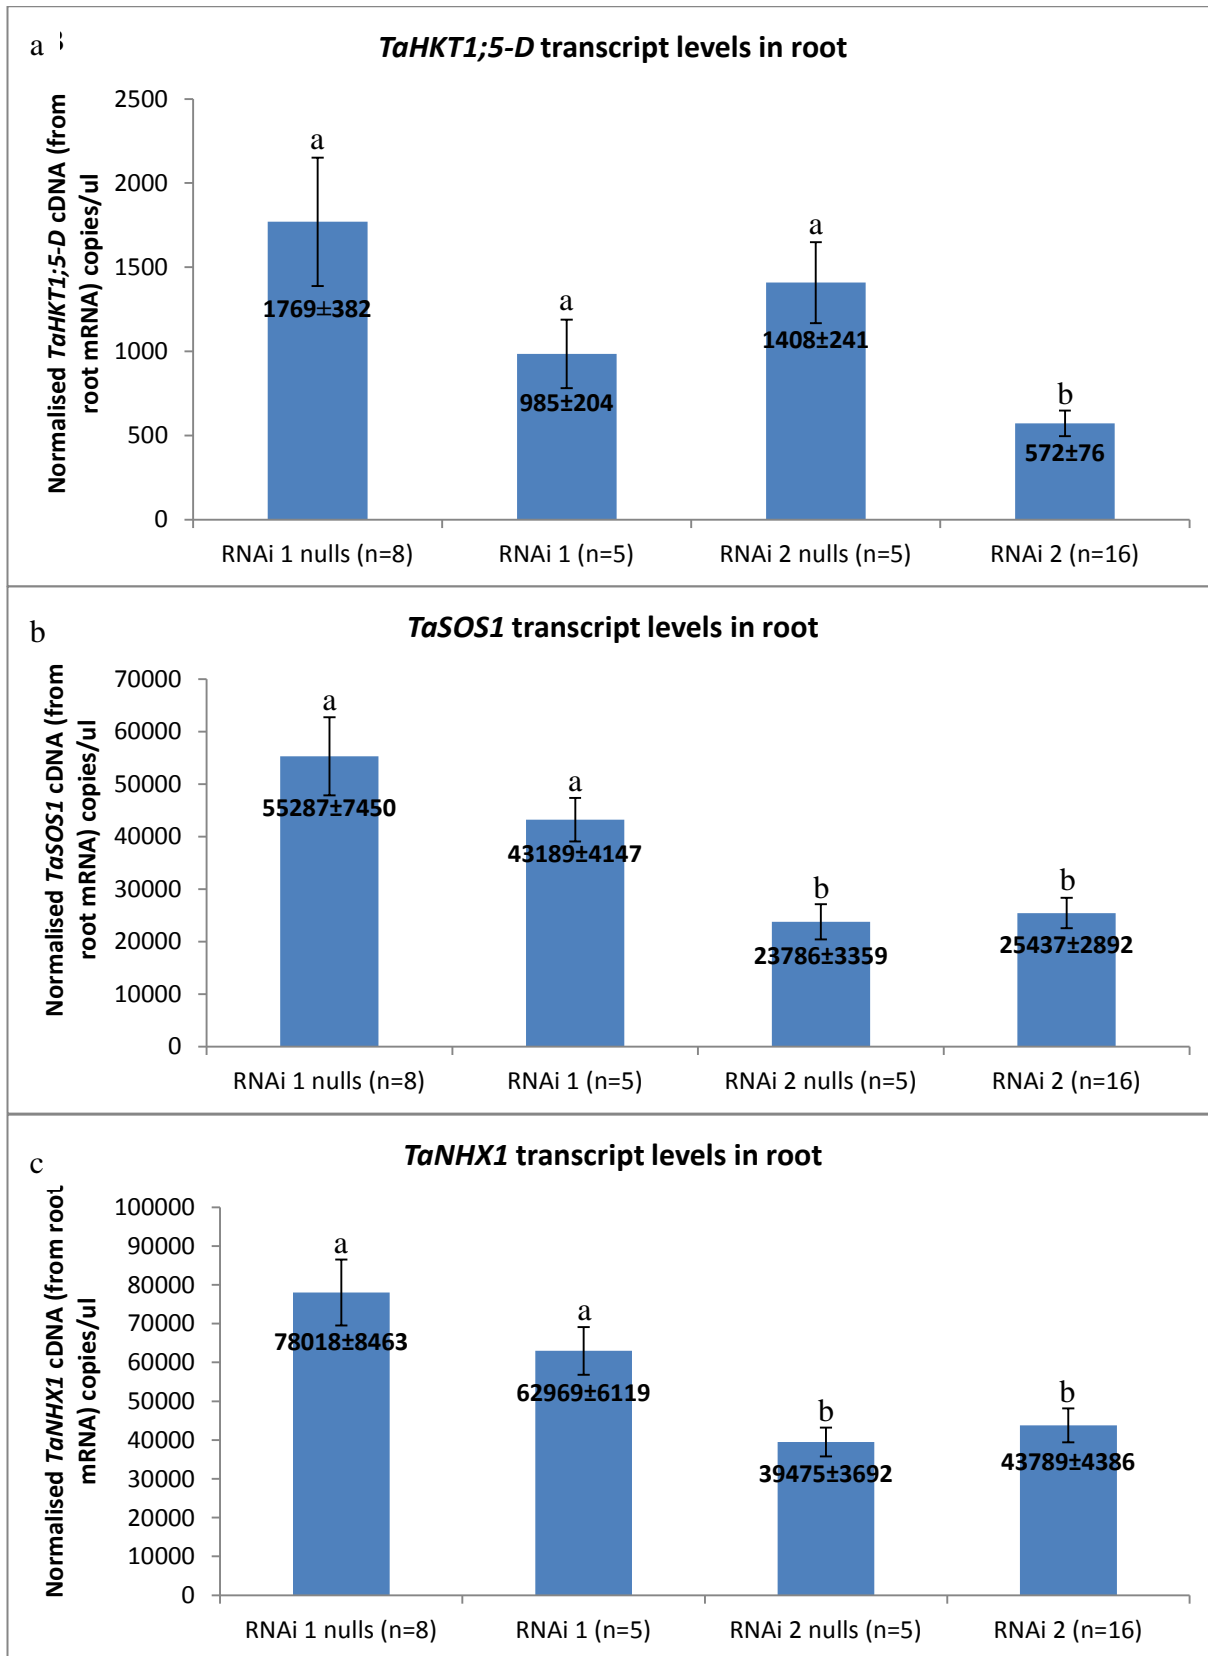 a
TaHKT1;5-D transcript levels in root
Normalised TaHKT1;5-D cDNA (from
root mRNA) copies/ul
2500
2000
1500
1000
500
0
a
a
a
b
1769±382
985±204
1408±241
572±76
RNAi 1 nulls (n=8)
RNAi 1 (n=5)
RNAi 2 nulls (n=5)
RNAi 2 (n=16)
b
TaSOS1 transcript levels in root
Normalised TaSOS1 cDNA (from
root mRNA) copies/ul
70000
60000
50000
40000
30000
20000
10000
0
a
a
b
b
55287±7450
43189±4147
23786±3359
25437±2892
RNAi 1 nulls (n=8)
RNAi 1 (n=5)
RNAi 2 nulls (n=5)
RNAi 2 (n=16)
c
TaNHX1 transcript levels in root
Normalised TaNHX1 cDNA (from root
mRNA) copies/ul
100000
90000
80000
70000
60000
50000
40000
30000
20000
10000
0
a
a
b
b
78018±8463
62969±6119
39475±3692
43789±4386
RNAi 1 nulls (n=8)
RNAi 1 (n=5)
RNAi 2 nulls (n=5)
RNAi 2 (n=16)